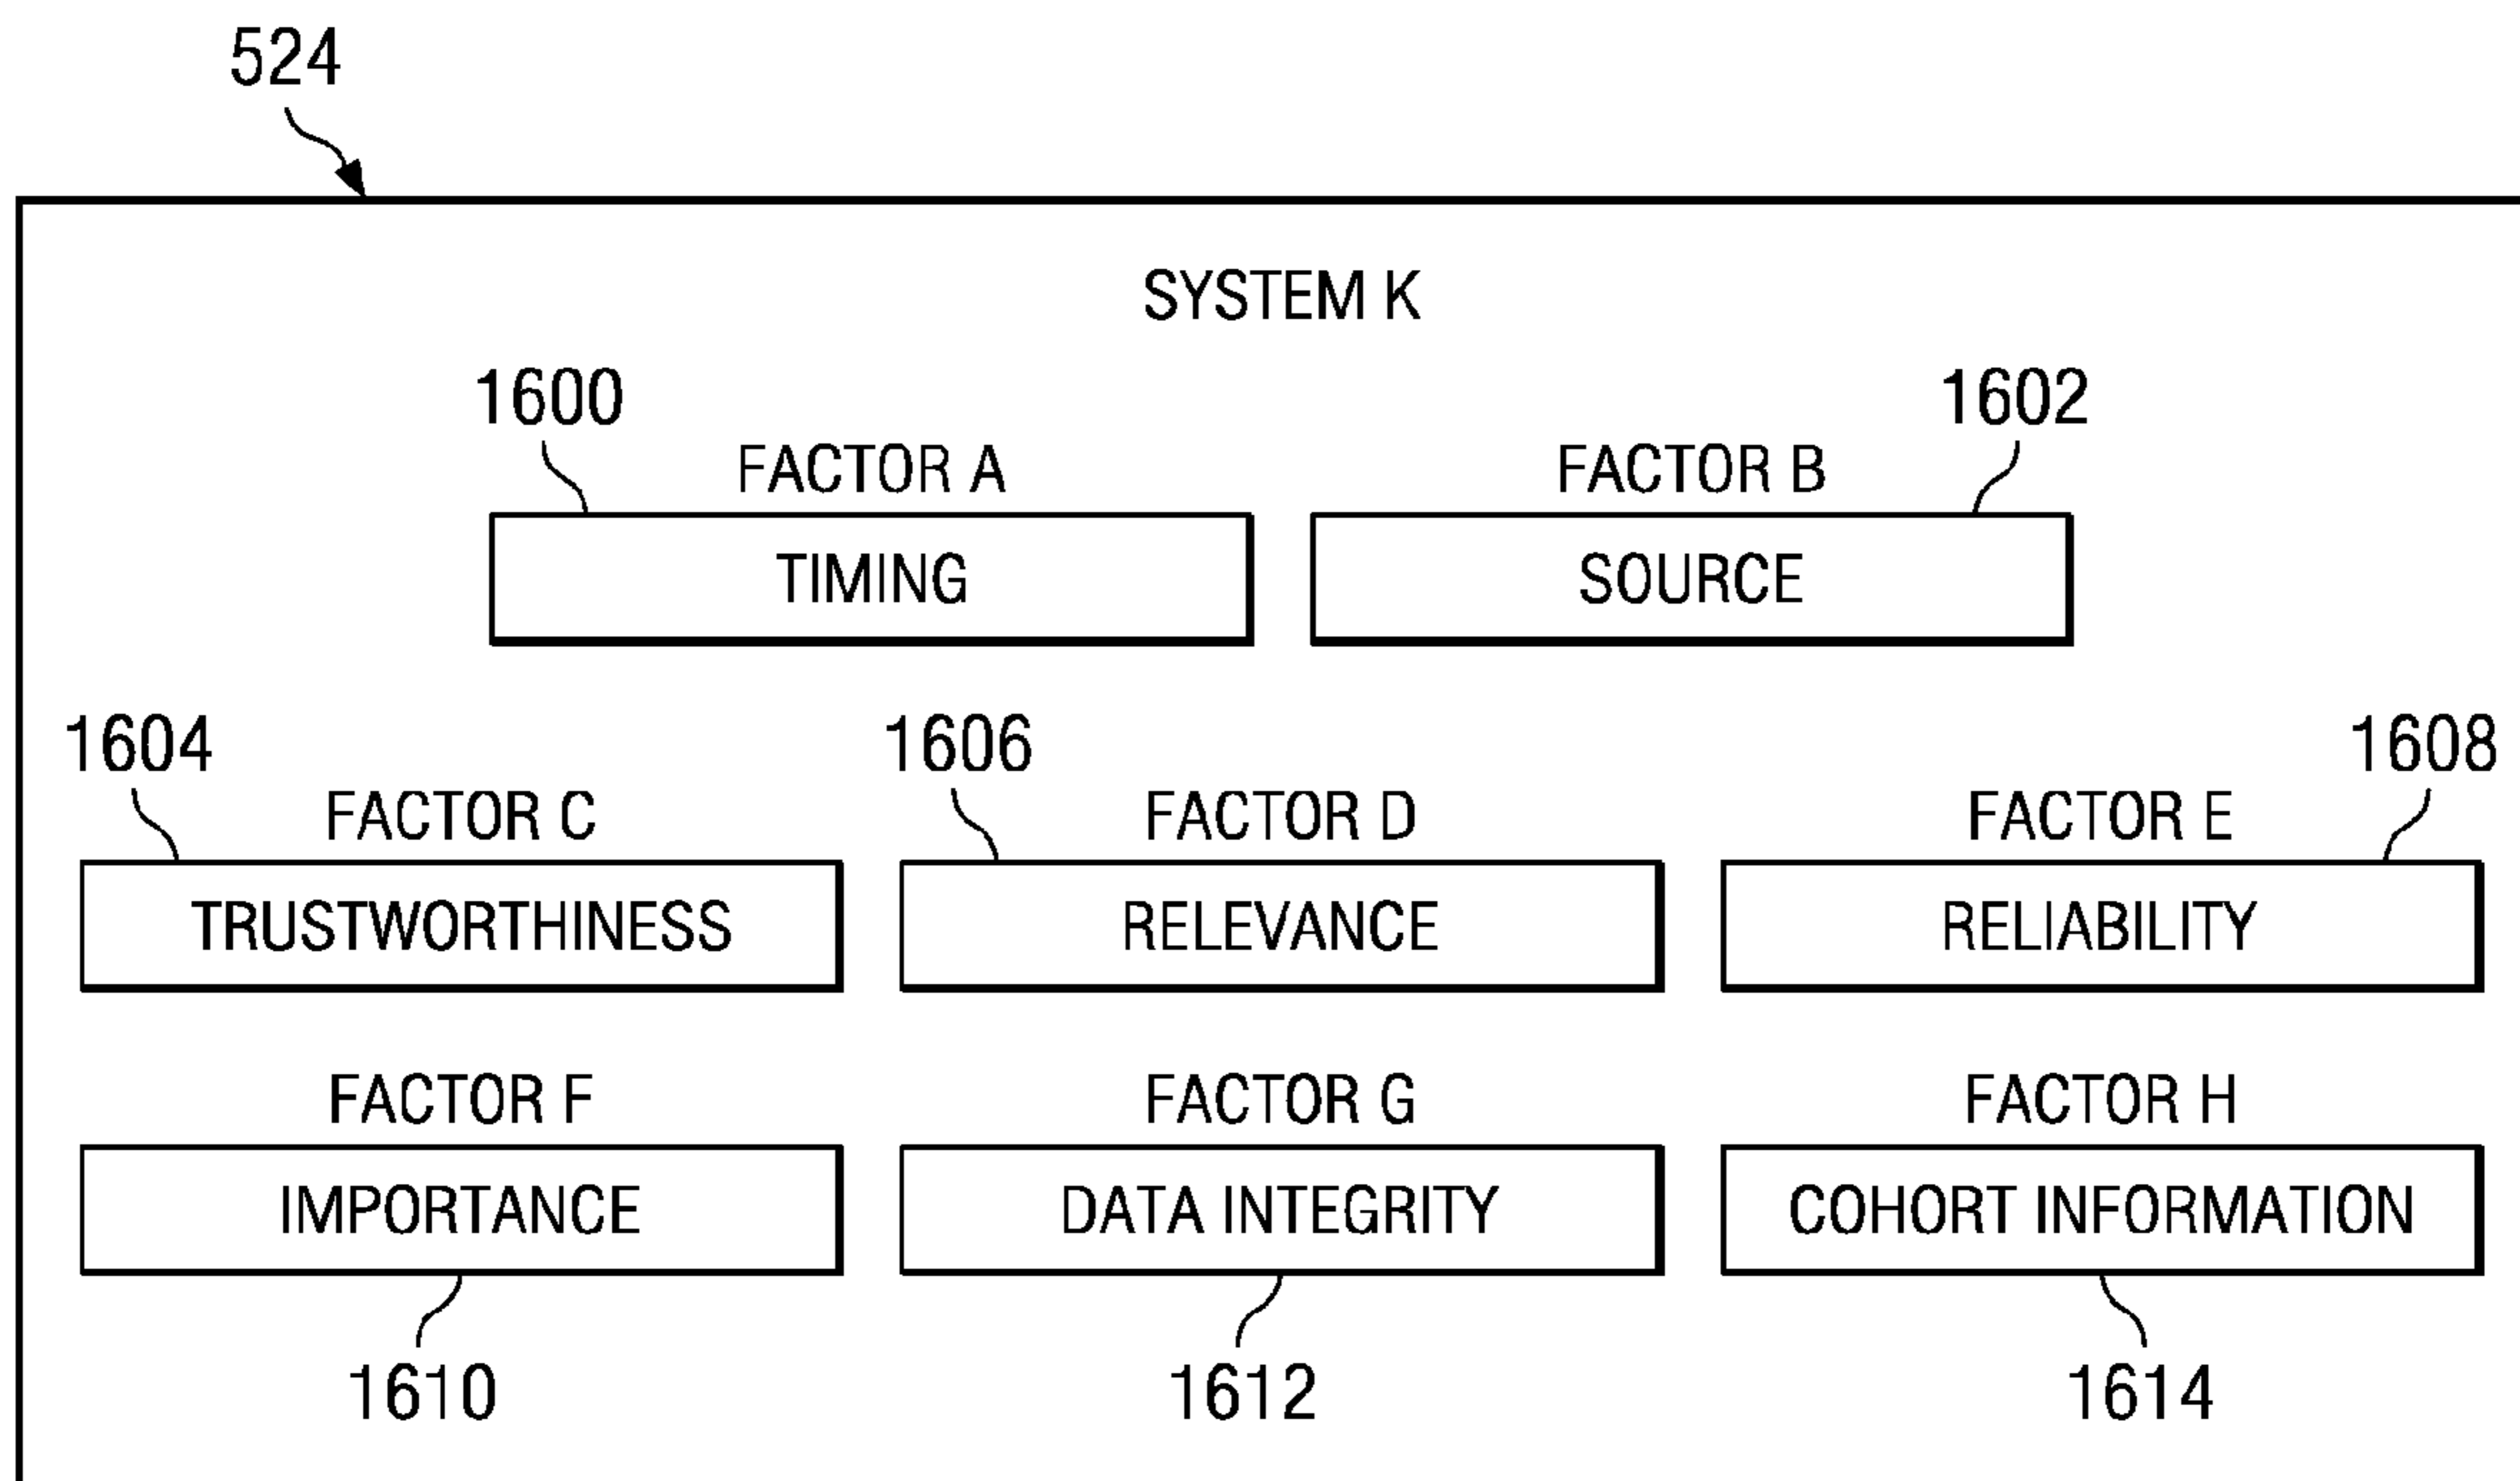 524
SYSTEM K
1600 1602
FACTOR A FACTOR B
TIMING SOURCE
1604 1606 1608
FACTOR C FACTOR D FACTOR E
TRUSTWORTHINESS RELEVANCE RELIABILITY
FACTOR F FACTOR G FACTOR H
IMPORTANCE DATA INTEGRITY COHORT INFORMATION
1610 1612 1614